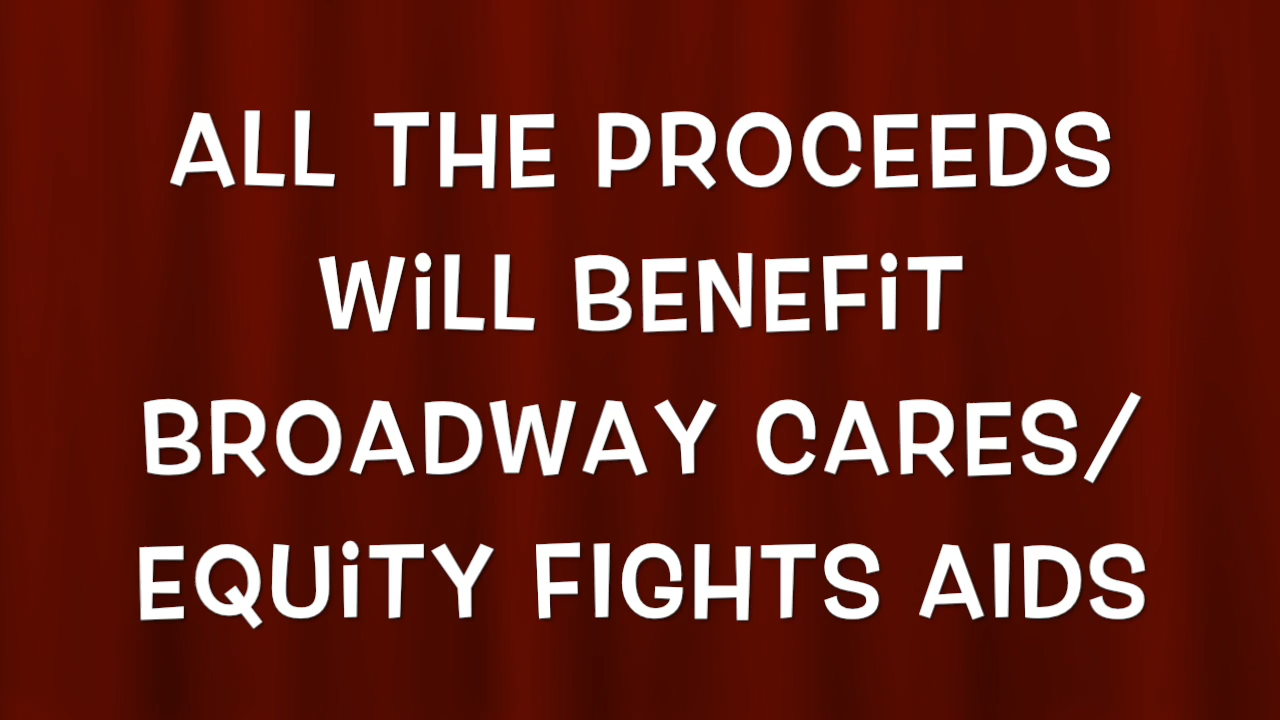 ALL THE PROCEEDS
WiLL BENEFiT
BROADWAY CARES/
EQUiTY FIGHTS AIDS